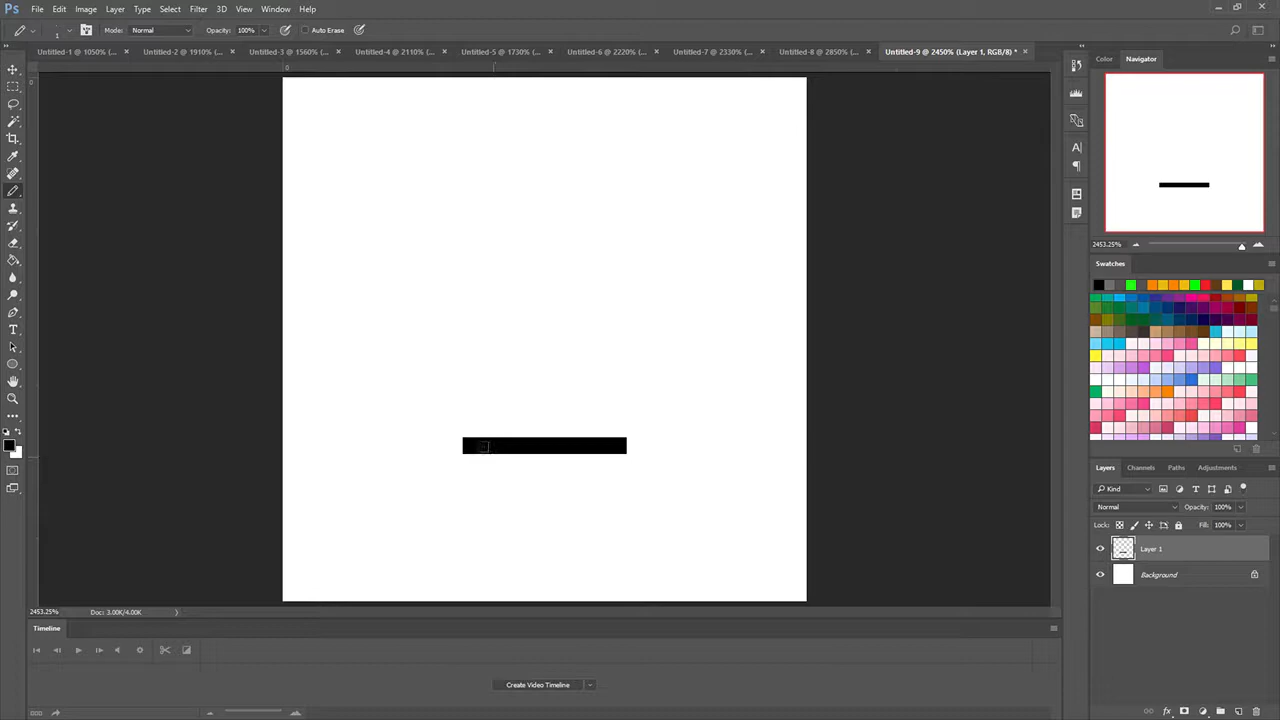 Ps File Edit Image Layer Type Select Filter 3D View Window Help
1 Mode: Normal Opacity: 100% Auto Erase
Untitled-1 @ 1050% ( × Untitled-2 @ 1910% ( × Untitled-3 @ 1560% ( × Untitled-4 @ 2110% ( × Untitled-5 @ 1730% ( × Untitled-6 @ 2220% ( × Untitled-7 @ 2330% ( × Untitled-8 @ 2850% ( × Untitled-9 @ 2450% (Layer 1, RGB/8) * ×
Color Navigator
0
0
2453.25%
Swatches
Layers Channels Paths Adjustments
Kind
Normal Opacity: 100%
Lock: Fill: 100%
Layer 1
Background
2453.25% Doc: 3.00K/4.00K
Timeline
Create Video Timeline